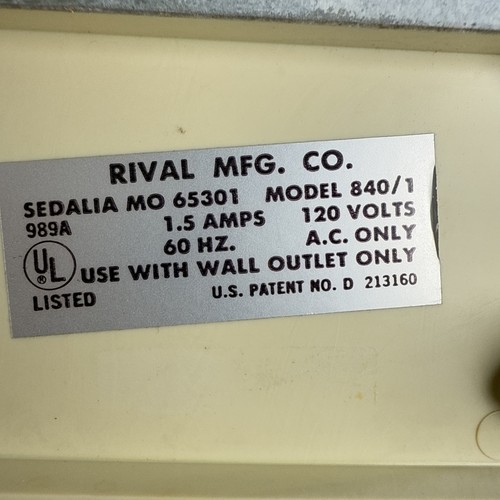 RIVAL MFG. CO.
SEDALIA MO 65301 MODEL 840/1
989A 1.5 AMPS 120 VOLTS
60 HZ. A.C. ONLY
UL USE WITH WALL OUTLET ONLY
LISTED U.S. PATENT NO. D 213160